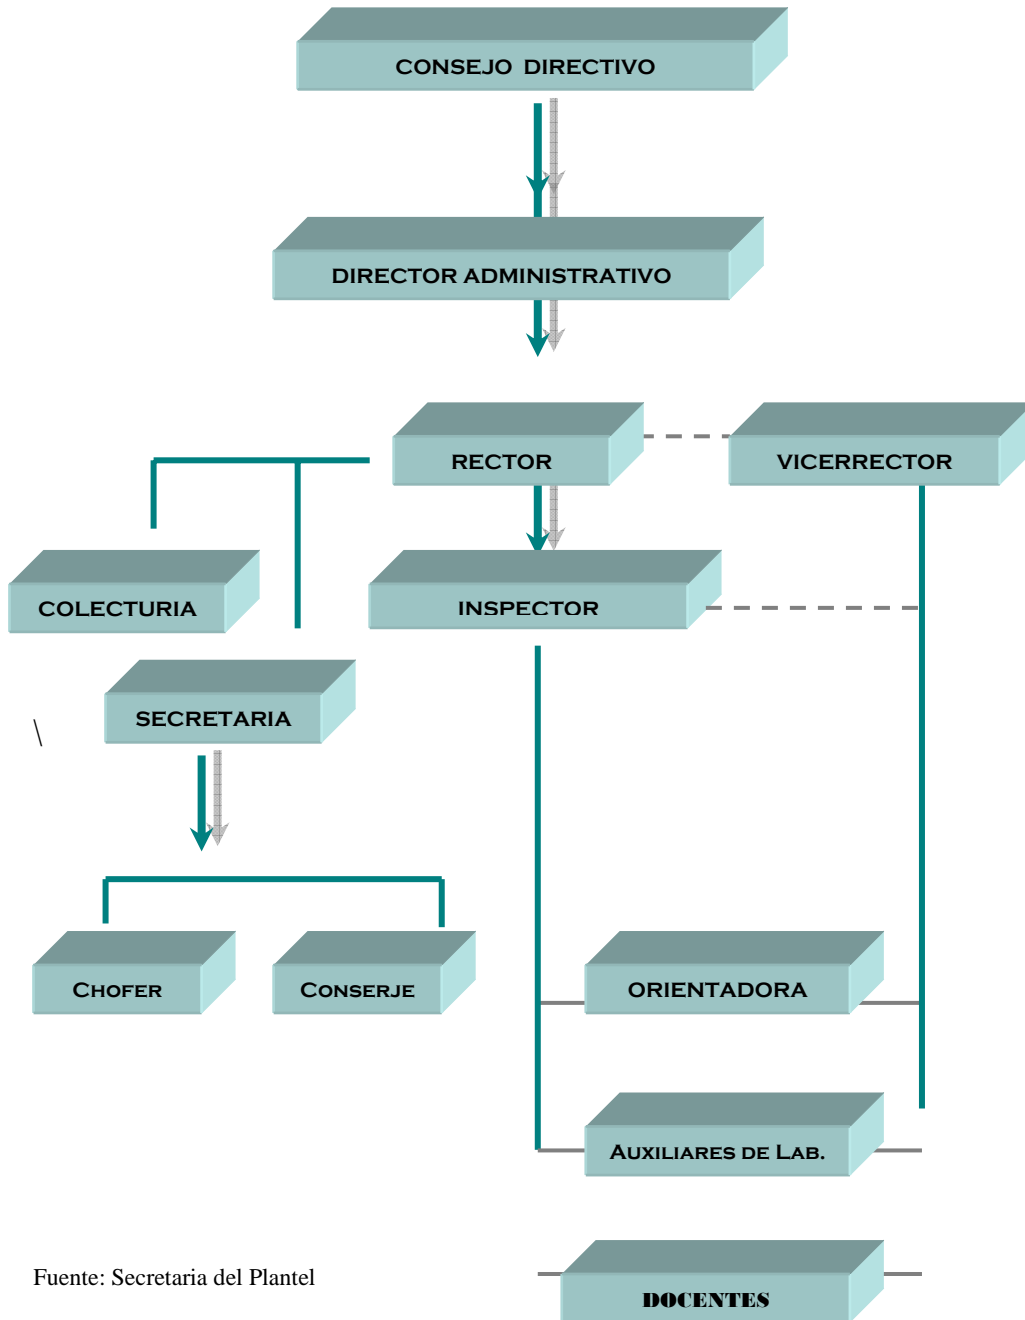 CONSEJO DIRECTIVO
DIRECTOR ADMINISTRATIVO
RECTOR
VICERRECTOR
COLECTURIA
INSPECTOR
SECRETARIA
\
CHOFER
CONSERJE
ORIENTADORA
AUXILIARES DE LAB.
Fuente: Secretaria del Plantel
DOCENTES